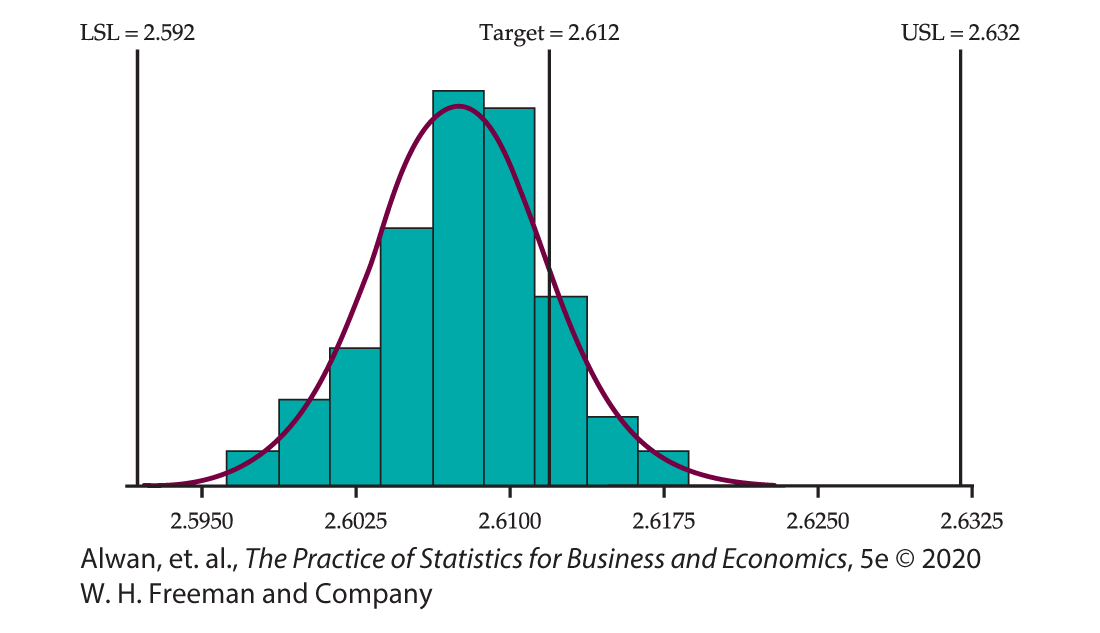 LSL = 2.592 Target = 2.612 USL = 2.632
2.5950 2.6025 2.6100 2.6175 2.6250 2.6325
Alwan, et. al., The Practice of Statistics for Business and Economics, 5e © 2020
W. H. Freeman and Company